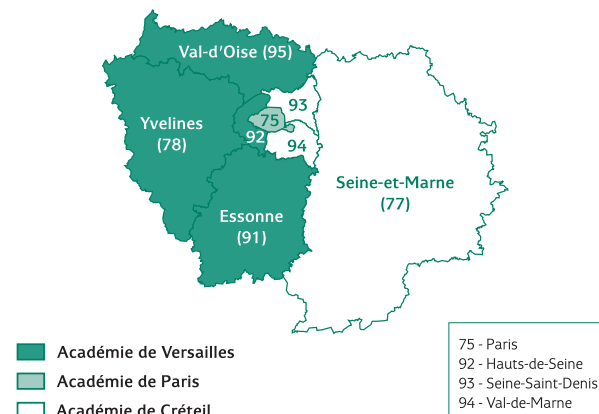 Val-d'Oise (95)
Yvelines
(78)
93
75
92
94
Seine-et-Marne
(77)
Essonne
(91)
Académie de Versailles
Académie de Paris
Académie de Créteil
75 - Paris
92 - Hauts-de-Seine
93 - Seine-Saint-Denis
94 - Val-de-Marne